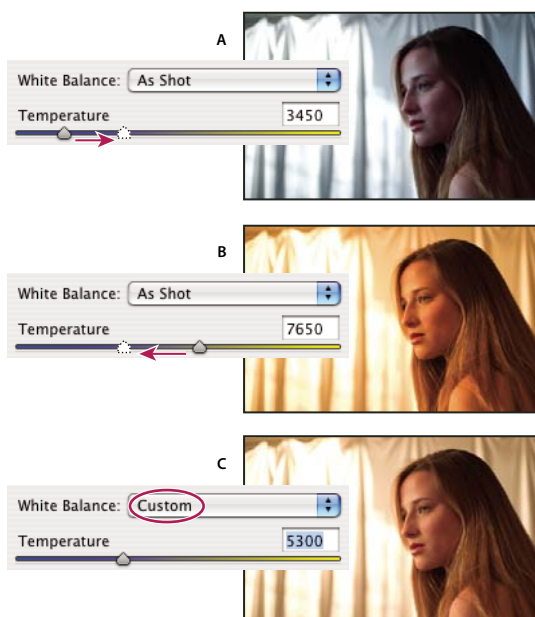 A
White Balance: As Shot
Temperature 3450
B
White Balance: As Shot
Temperature 7650
C
White Balance: Custom
Temperature 5300